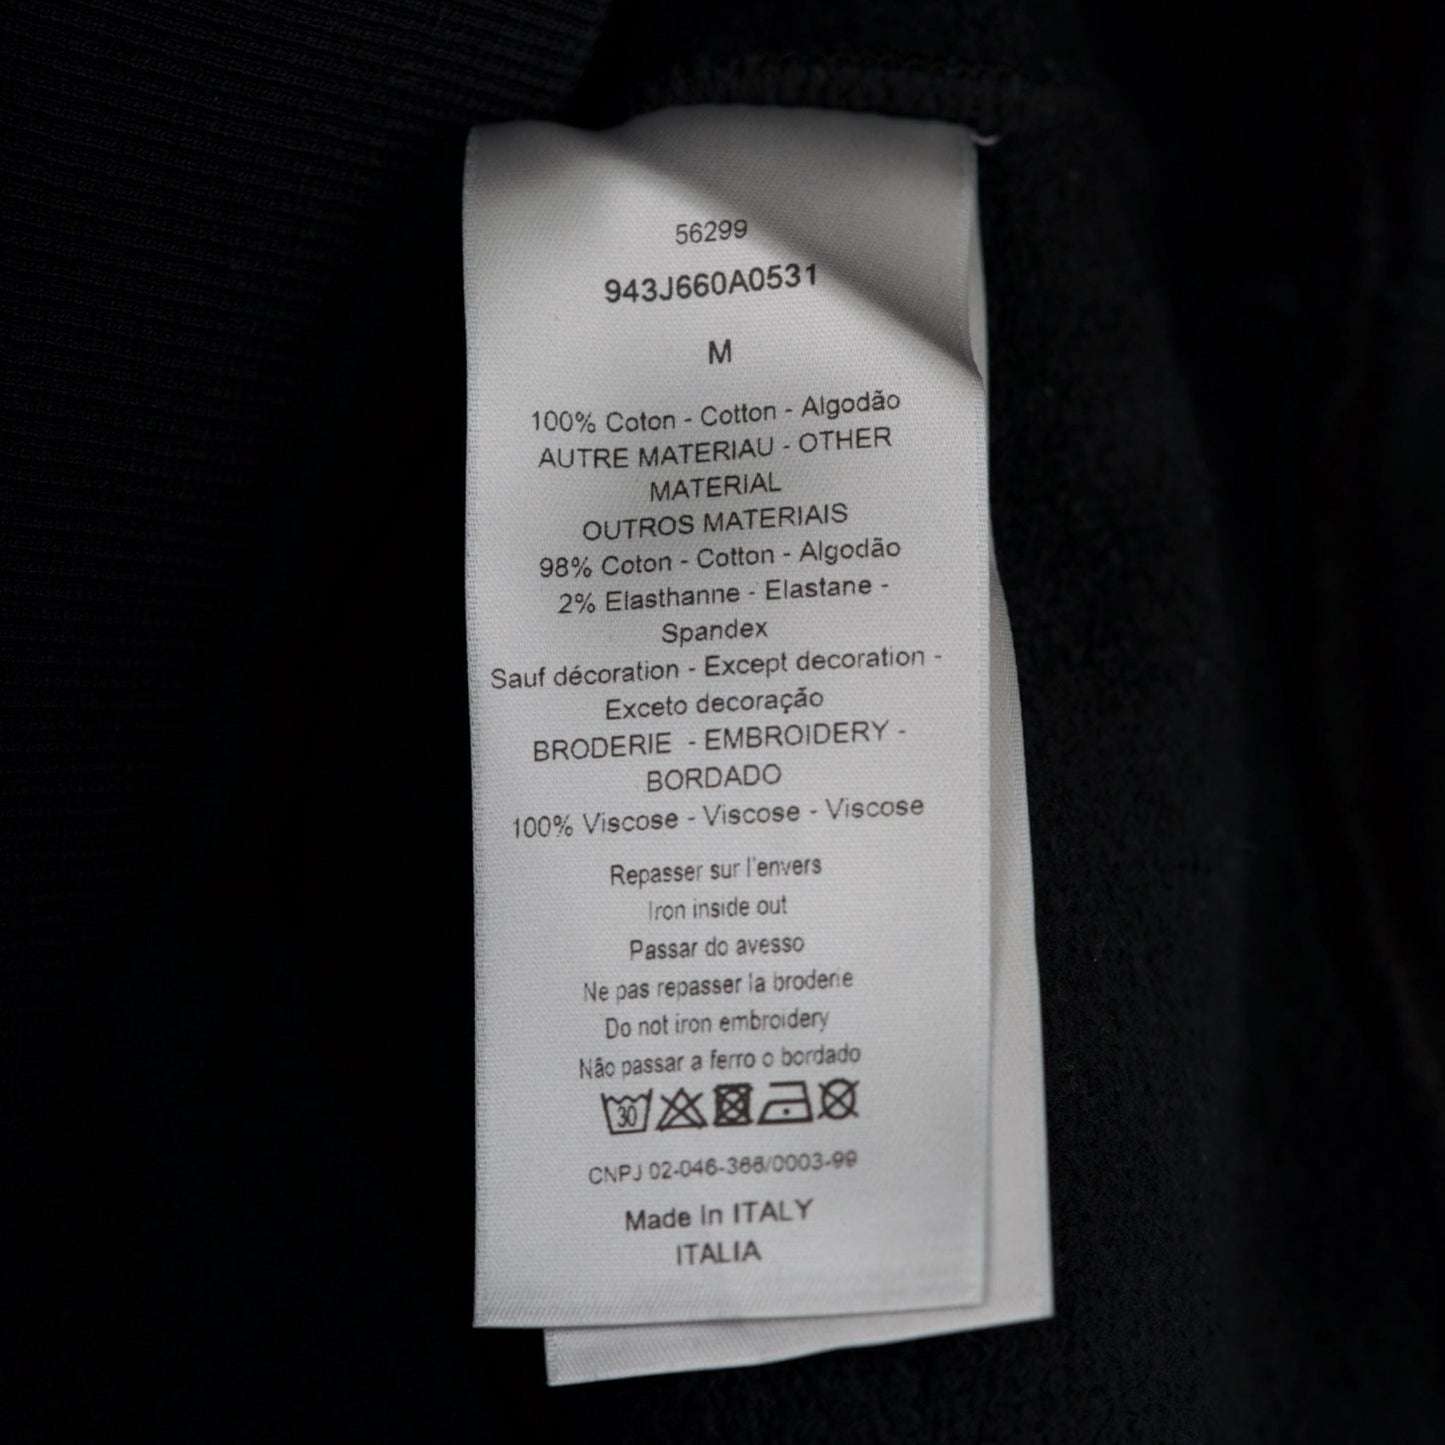 56299
943J660A0531
M
100% Coton - Cotton - Algodão
AUTRE MATERIAU - OTHER
MATERIAL
OUTROS MATERIAIS
98% Coton - Cotton - Algodão
2% Elasthanne - Elastane -
Spandex
Sauf décoration - Except decoration -
Exceto decoração
BRODERIE - EMBROIDERY -
BORDADO
100% Viscose - Viscose - Viscose
Repasser sur l'envers
Iron inside out
Passar do avesso
Ne pas repasser la broderie
Do not iron embroidery
Não passar a ferro o bordado
30
CNPJ 02-046-366/0003-99
Made In ITALY
ITALIA